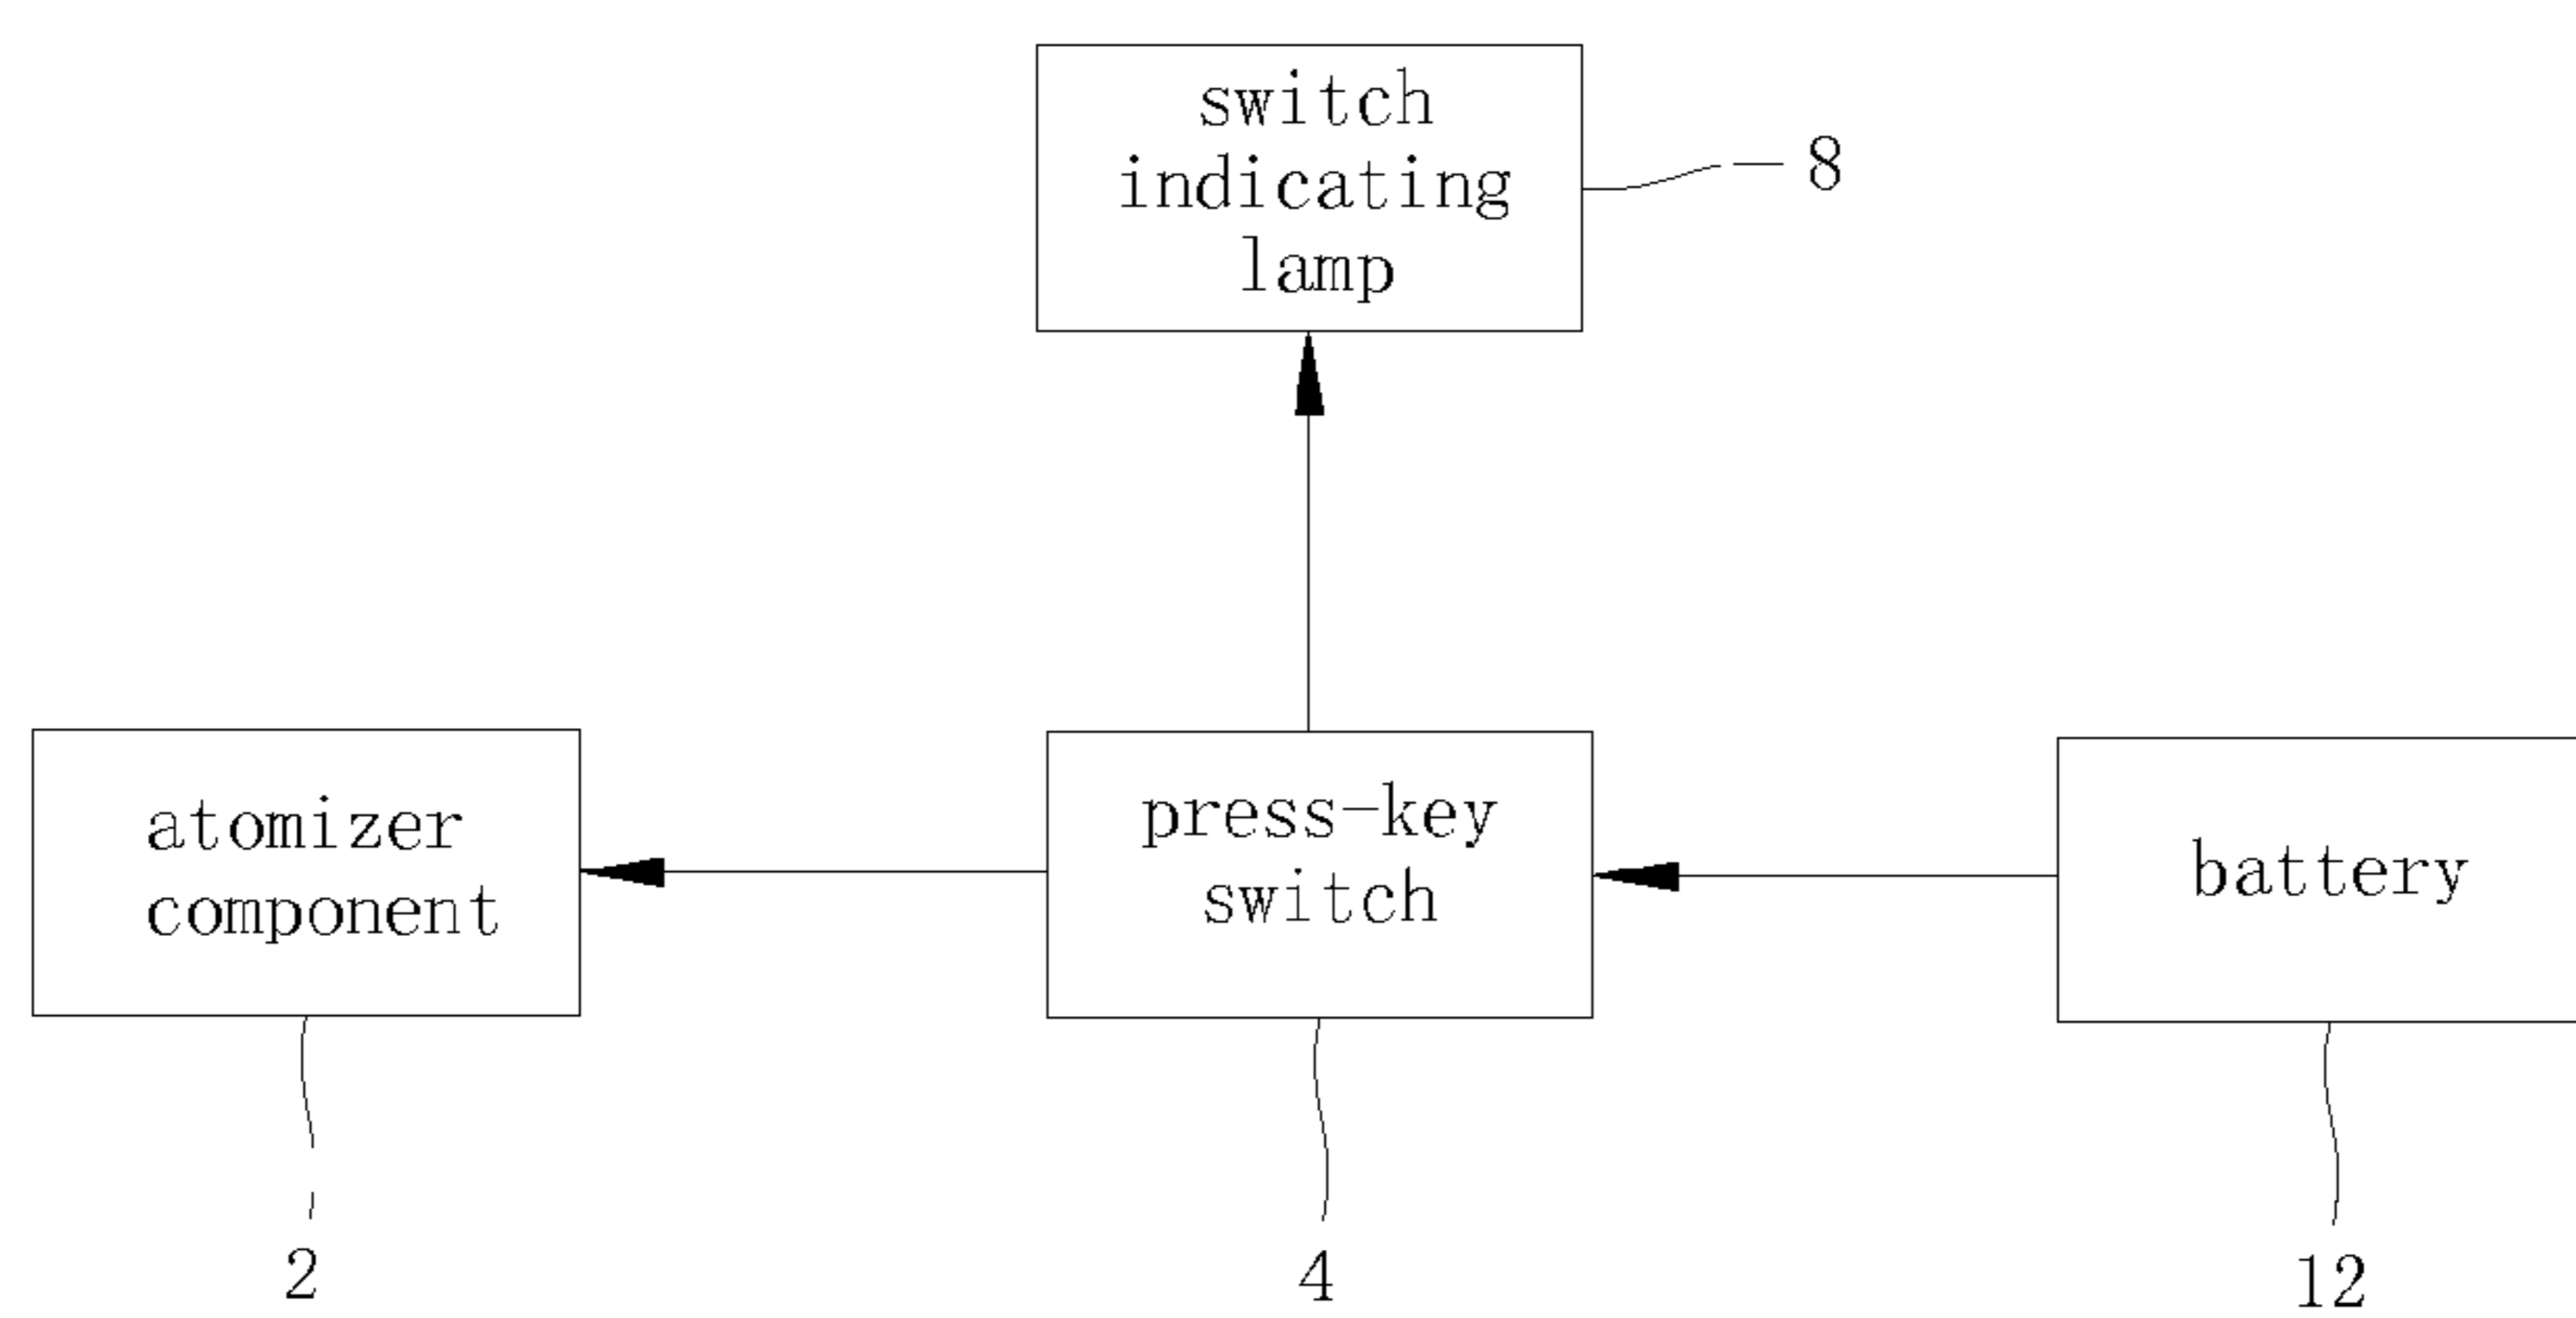 switch
indicating
lamp
8
atomizer
component
press-key
switch
battery
2
4
12